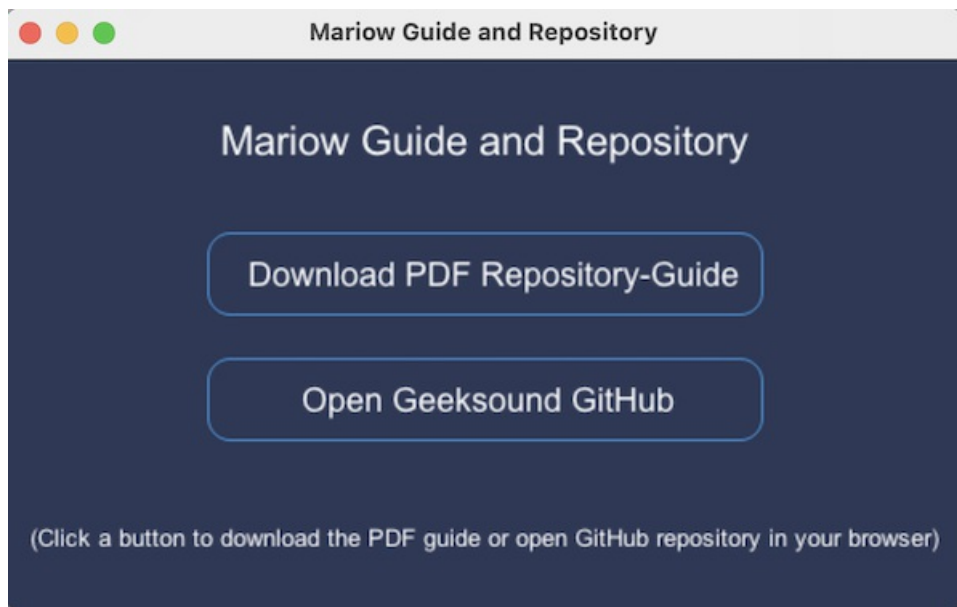 Mariow Guide and Repository
Mariow Guide and Repository
Download PDF Repository-Guide
Open Geeksound GitHub
(Click a button to download the PDF guide or open GitHub repository in your browser)